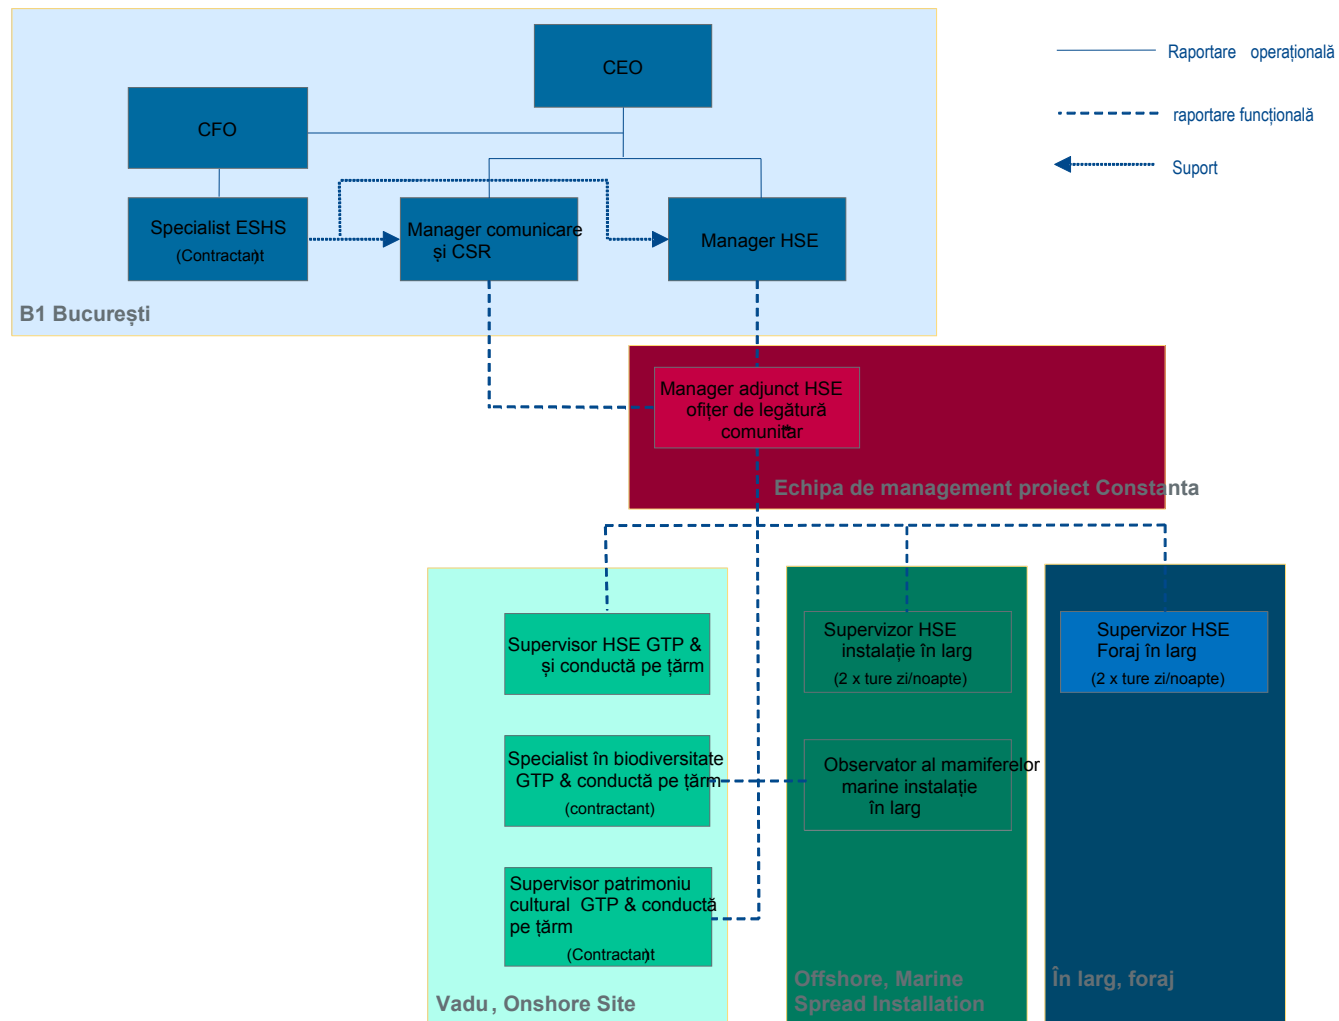 CEO
CFO
Raportare operațională
raportare funcțională
Suport
Specialist ESHS
(Contractant)
Manager comunicare
și CSR
Manager HSE
B1 București
Manager adjunct HSE
ofițer de legătură
comunitar
Echipa de management proiect Constanta
Supervisor HSE GTP &
și conductă pe țărm
Supervizor HSE
instalație în larg
(2 x ture zi/noapte)
Supervizor HSE
Foraj în larg
(2 x ture zi/noapte)
Specialist în biodiversitate
GTP & conductă pe țărm
(contractant)
Observator al mamiferelor
marine instalație
în larg
Supervisor patrimoniu
cultural GTP & conductă
pe țărm
(Contractant)
Vadu, Onshore Site
Offshore, Marine
Spread Installation
În larg, foraj